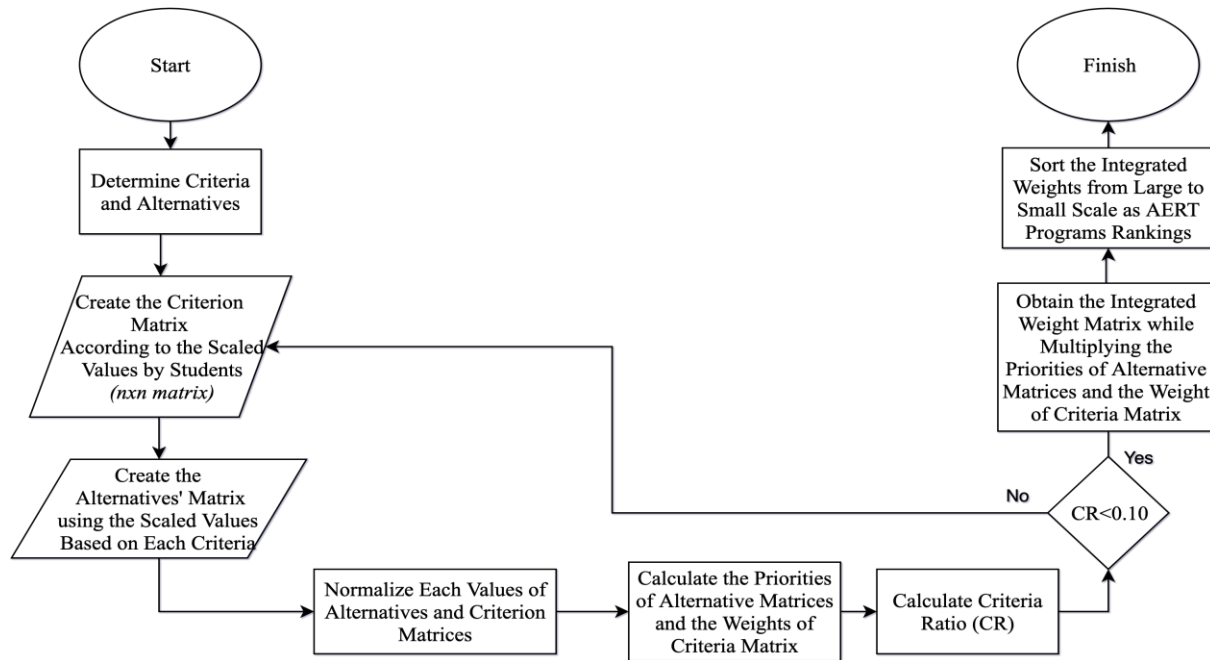 Start
Determine Criteria
and Alternatives
Create the Criterion
Matrix
According to the Scaled
Values by Students
(nxn matrix)
Create the
Alternatives' Matrix
using the Scaled Values
Based on Each Criteria
Normalize Each Values of
Alternatives and Criterion
Matrices
Calculate the Priorities
of Alternative Matrices
and the Weights of
Criteria Matrix
Calculate Criteria
Ratio (CR)
CR<0.10
No
Yes
Obtain the Integrated
Weight Matrix while
Multiplying the
Priorities of Alternative
Matrices and the Weight
of Criteria Matrix
Sort the Integrated
Weights from Large to
Small Scale as AERT
Programs Rankings
Finish